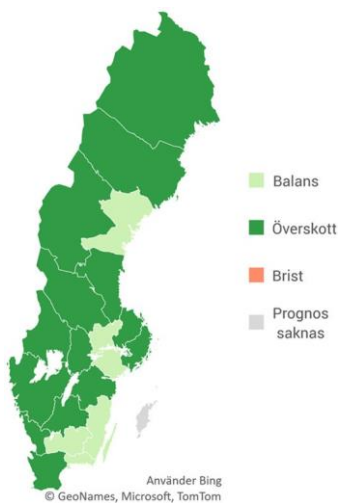 Balans
Överskott
Brist
Prognos
saknas
Använder Bing
© GeoNames, Microsoft, TomTom